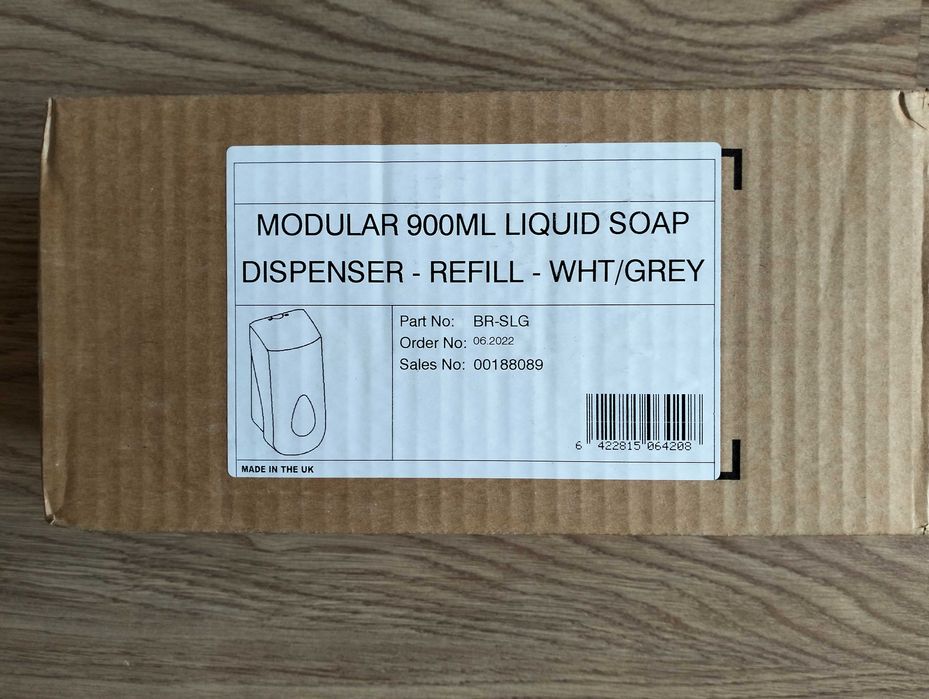 MODULAR 900ML LIQUID SOAP
DISPENSER - REFILL - WHT/GREY
Part No: BR-SLG
Order No: 06.2022
Sales No: 00188089
6 422815 064208
MADE IN THE UK